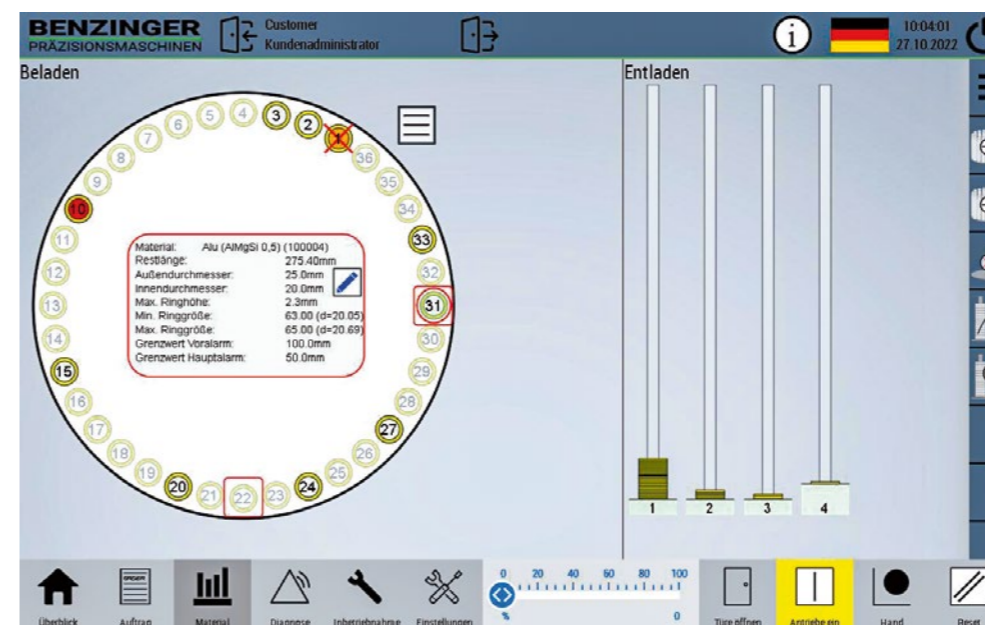 BENZINGER
PRÄZISIONSMASCHINEN
Customer
Kundenadministrator
i
10:04:01
27.10.2022
Beladen
Entladen
4
3
5
2
6
1
7
36
8
35
9
34
10
33
11
32
12
31
13
30
14
29
15
28
16
27
17
26
18
25
19
24
20
21
22
23
Material: Alu (AlMgSi 0,5) (100004)
Restlänge: 275.40mm
Außendurchmesser: 25.0mm
Innendurchmesser: 20.0mm
Max. Ringhöhe: 2.3mm
Min. Ringgröße: 63.00 (d=20.05)
Max. Ringgröße: 65.00 (d=20.69)
Grenzwert Voralarm: 100.0mm
Grenzwert Hauptalarm: 50.0mm
1 2 3 4
ORDER
0 20 40 60 80 100
% 0
Überblick Auftrag Material Diagnose Inbetriebnahme Einstellungen Türe öffnen Antriebe ein Hand Reset